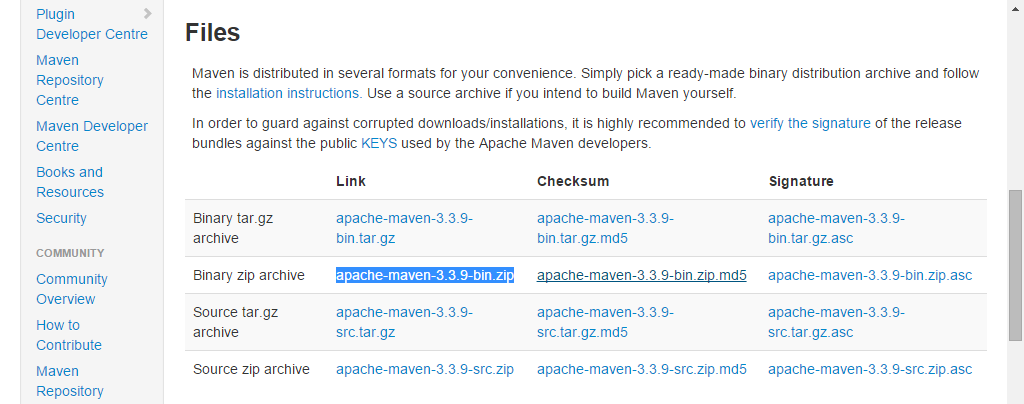 Plugin
Developer Centre
Maven
Repository
Centre
Maven Developer
Centre
Books and
Resources
Security
COMMUNITY
Community
Overview
How to
Contribute
Maven
Repository
Files
Maven is distributed in several formats for your convenience. Simply pick a ready-made binary distribution archive and follow
the installation instructions. Use a source archive if you intend to build Maven yourself.
In order to guard against corrupted downloads/installations, it is highly recommended to verify the signature of the release
bundles against the public KEYS used by the Apache Maven developers.
Link Checksum Signature
Binary tar.gz apache-maven-3.3.9- apache-maven-3.3.9- apache-maven-3.3.9-
archive bin.tar.gz bin.tar.gz.md5 bin.tar.gz.asc
Binary zip archive apache-maven-3.3.9-bin.zip apache-maven-3.3.9-bin.zip.md5 apache-maven-3.3.9-bin.zip.asc
Source tar.gz apache-maven-3.3.9- apache-maven-3.3.9- apache-maven-3.3.9-
archive src.tar.gz src.tar.gz.md5 src.tar.gz.asc
Source zip archive apache-maven-3.3.9-src.zip apache-maven-3.3.9-src.zip.md5 apache-maven-3.3.9-src.zip.asc